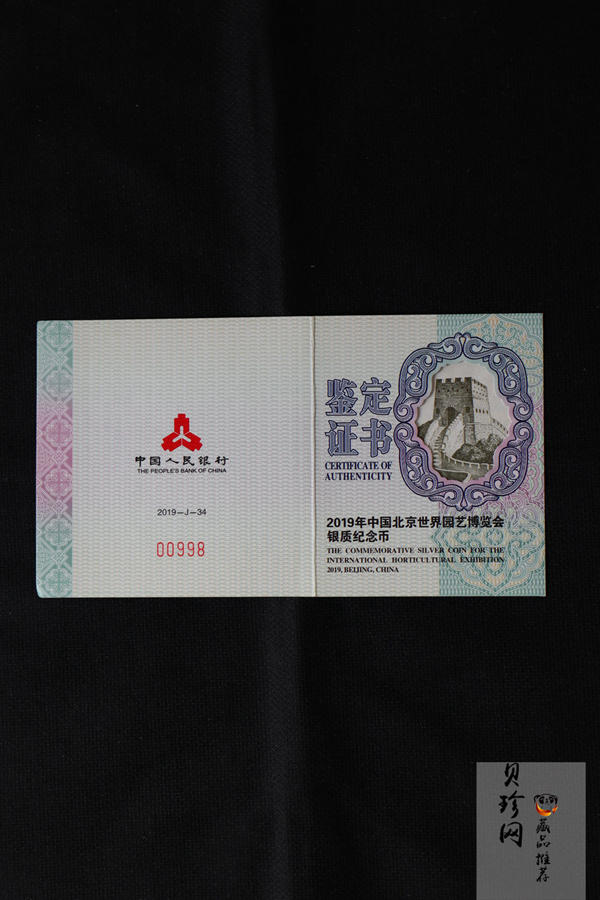 中国人民银行
THE PEOPLE'S BANK OF CHINA
2019-J-34
00998
鉴定
证书
CERTIFICATE OF
AUTHENTICITY
2019年中国北京世界园艺博览会
银质纪念币
THE COMMEMORATIVE SILVER COIN FOR THE
INTERNATIONAL HORTICULTURAL EXHIBITION
2019, BEIJING, CHINA
贝珍网
藏品推荐